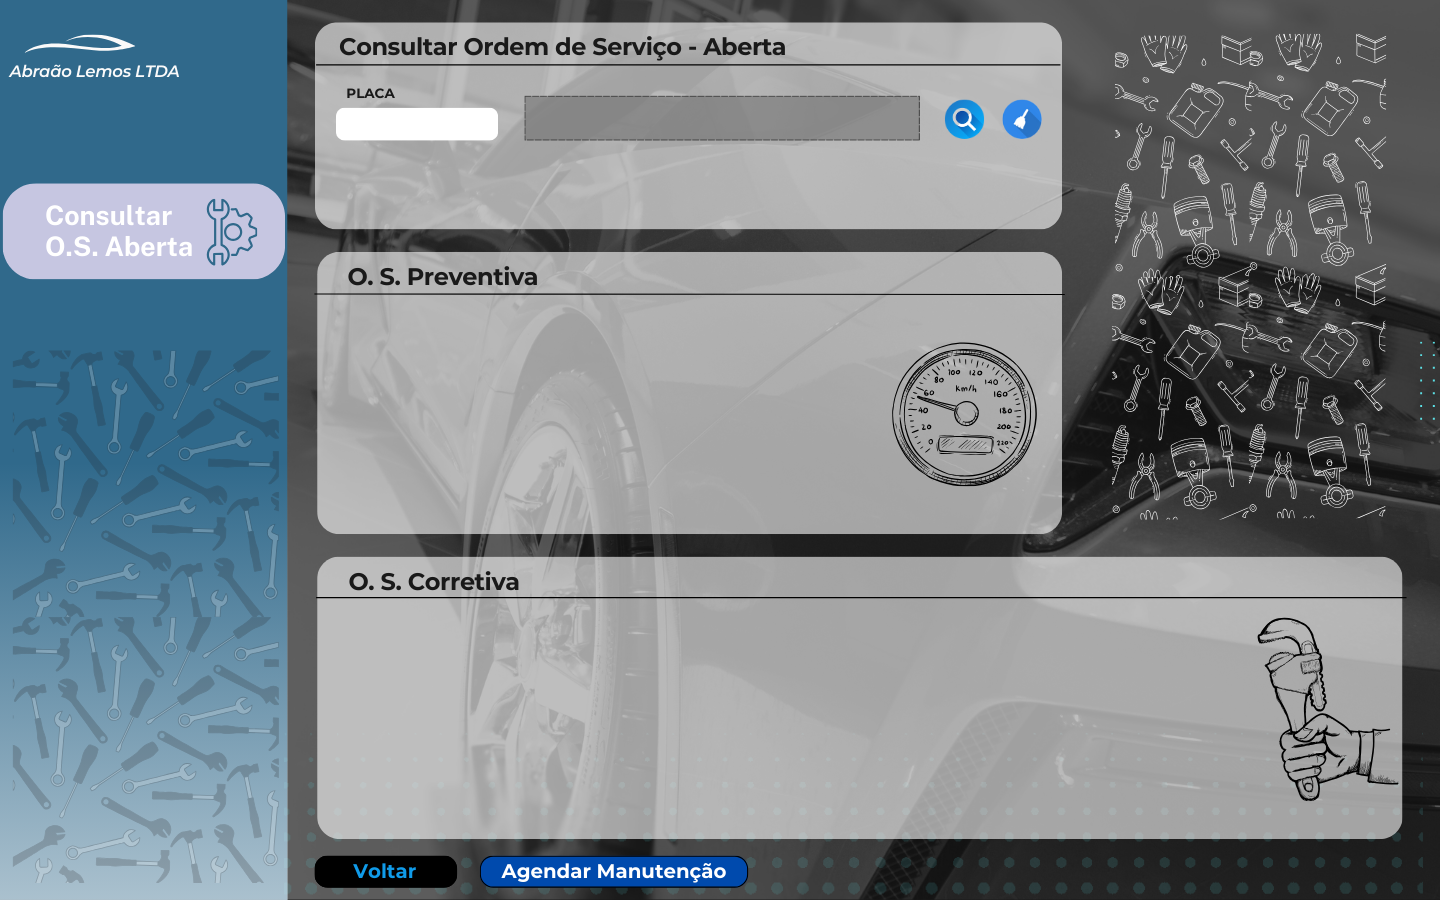 Abraão Lemos LTDA
Consultar
O.S. Aberta
Consultar Ordem de Serviço - Aberta
PLACA
O. S. Preventiva
0 20 40 60 80 100 120 140 160 180 200 220
km/h
O. S. Corretiva
Voltar
Agendar Manutenção